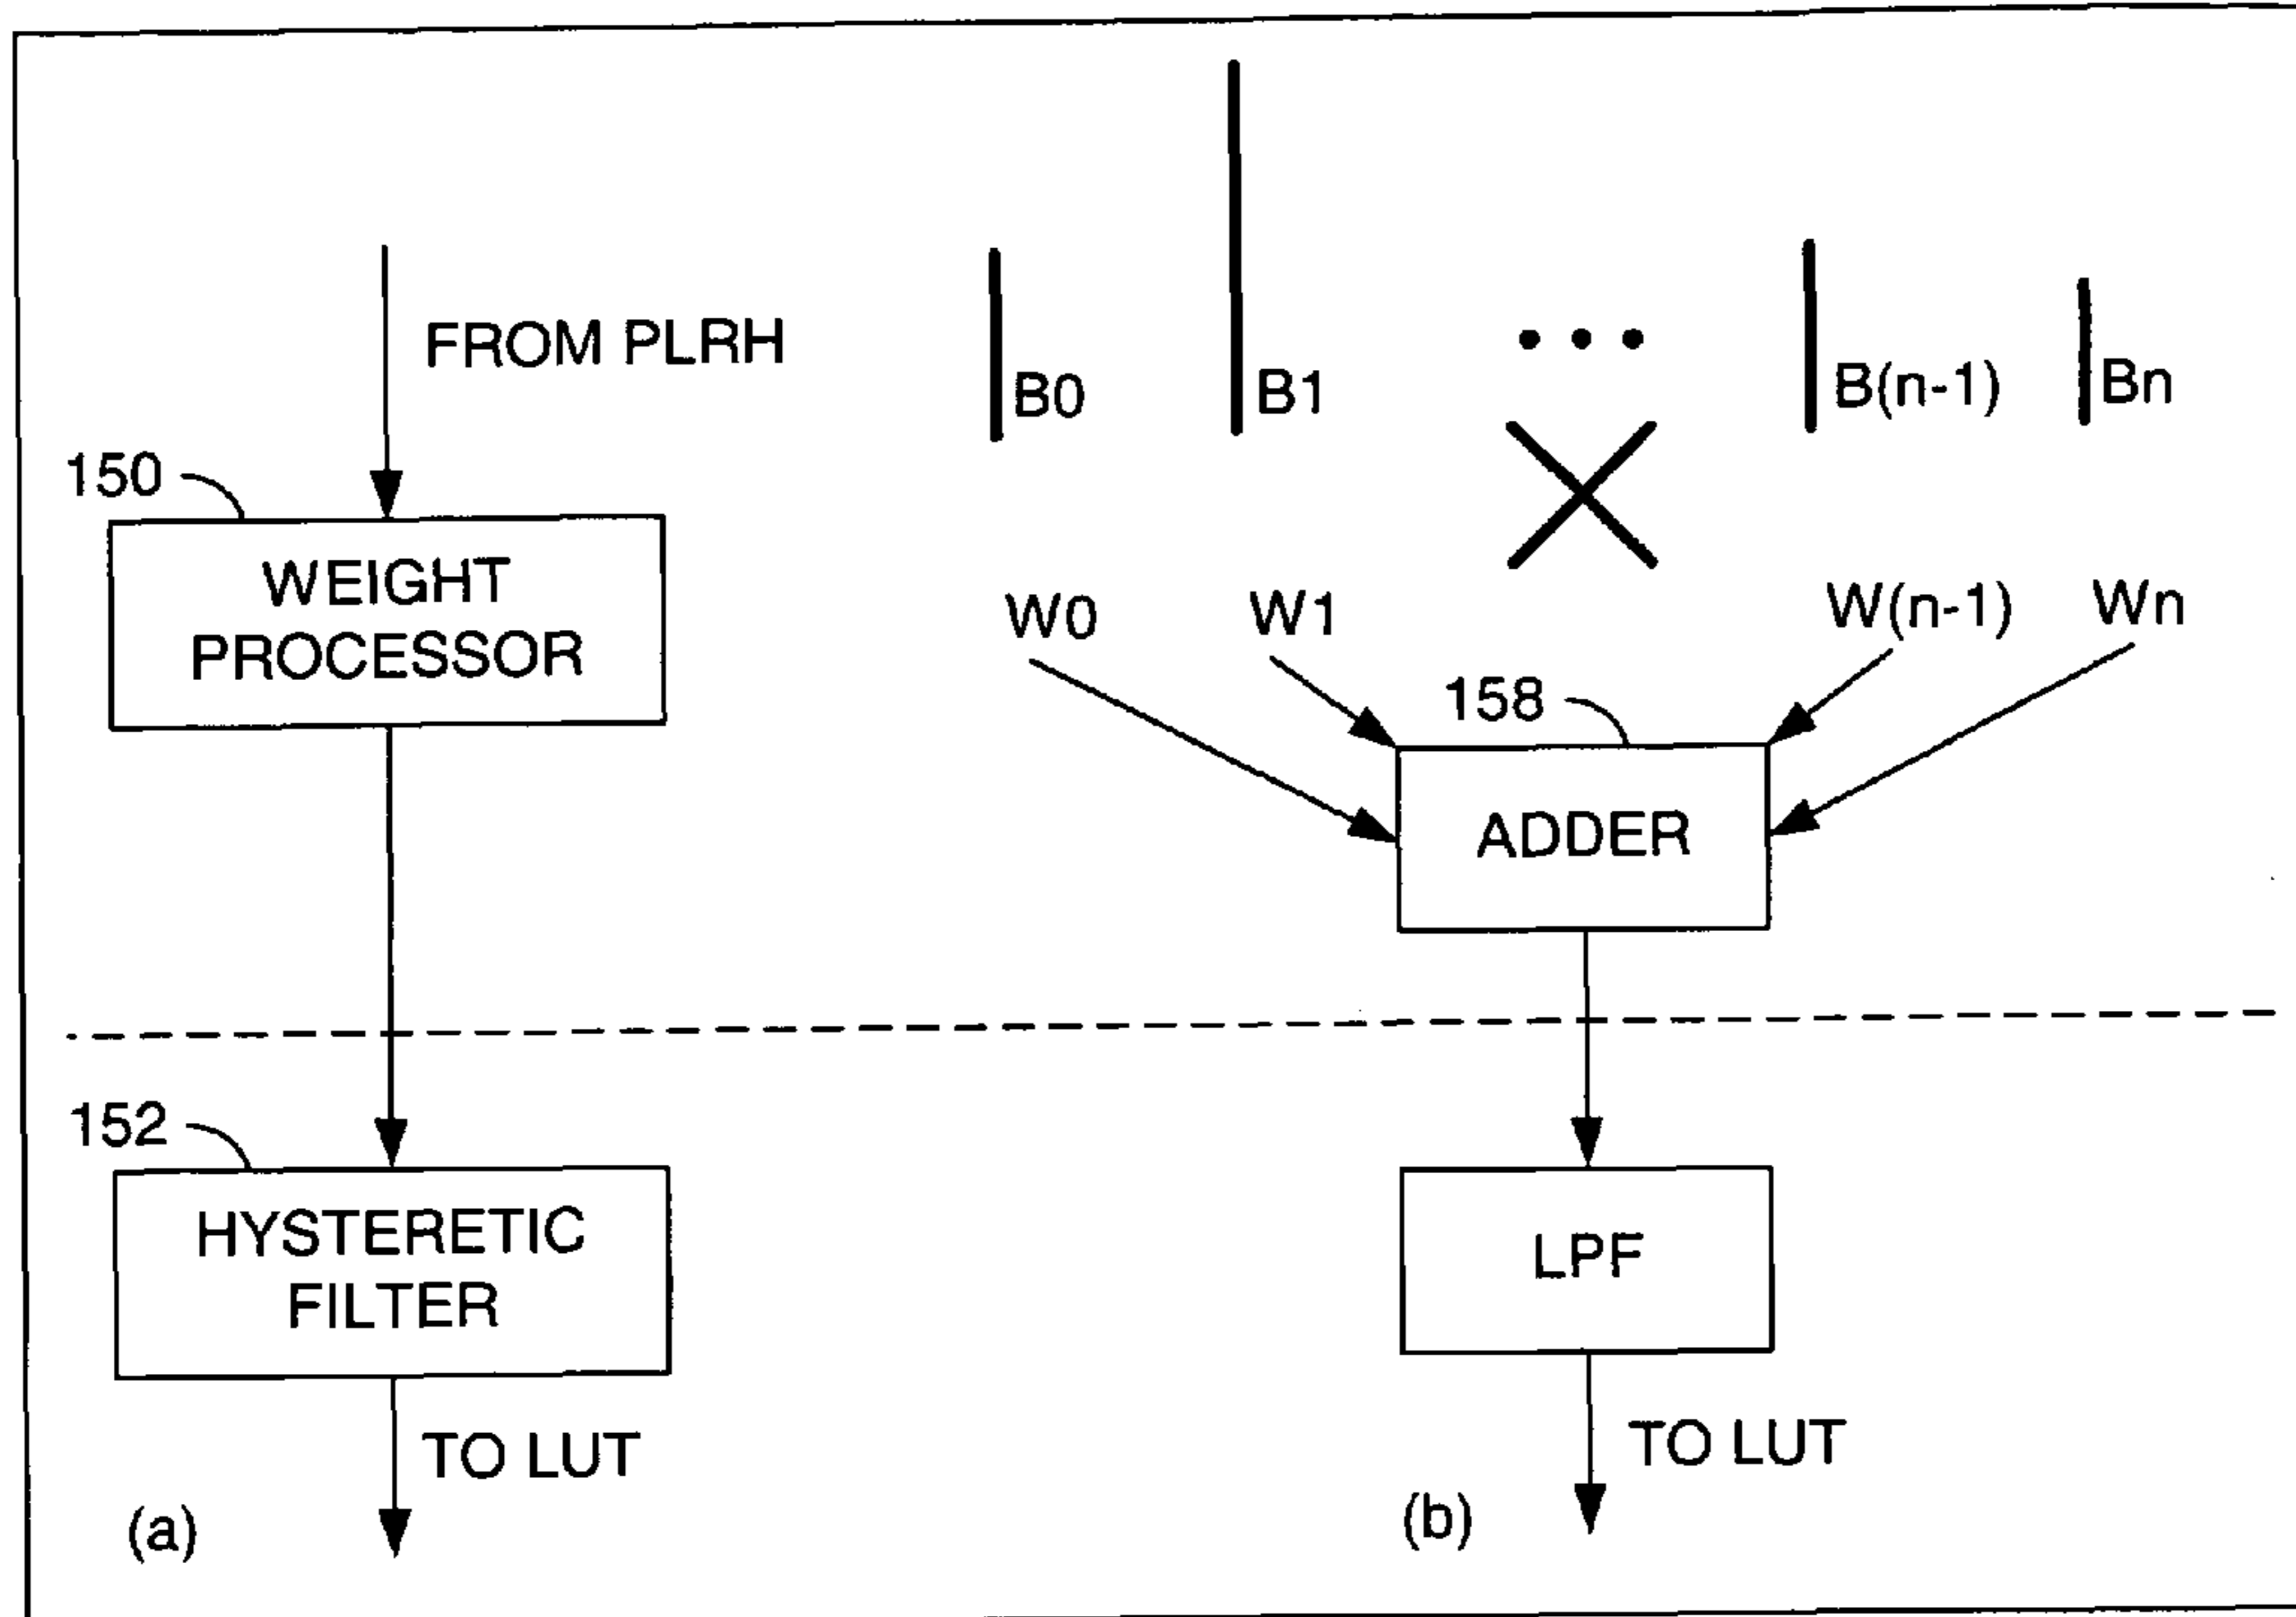 FROM PLRH
150
WEIGHT
PROCESSOR
152
HYSTERETIC
FILTER
TO LUT
(a)
B0
B1
B(n-1)
Bn
W0
W1
W(n-1)
Wn
158
ADDER
LPF
TO LUT
(b)